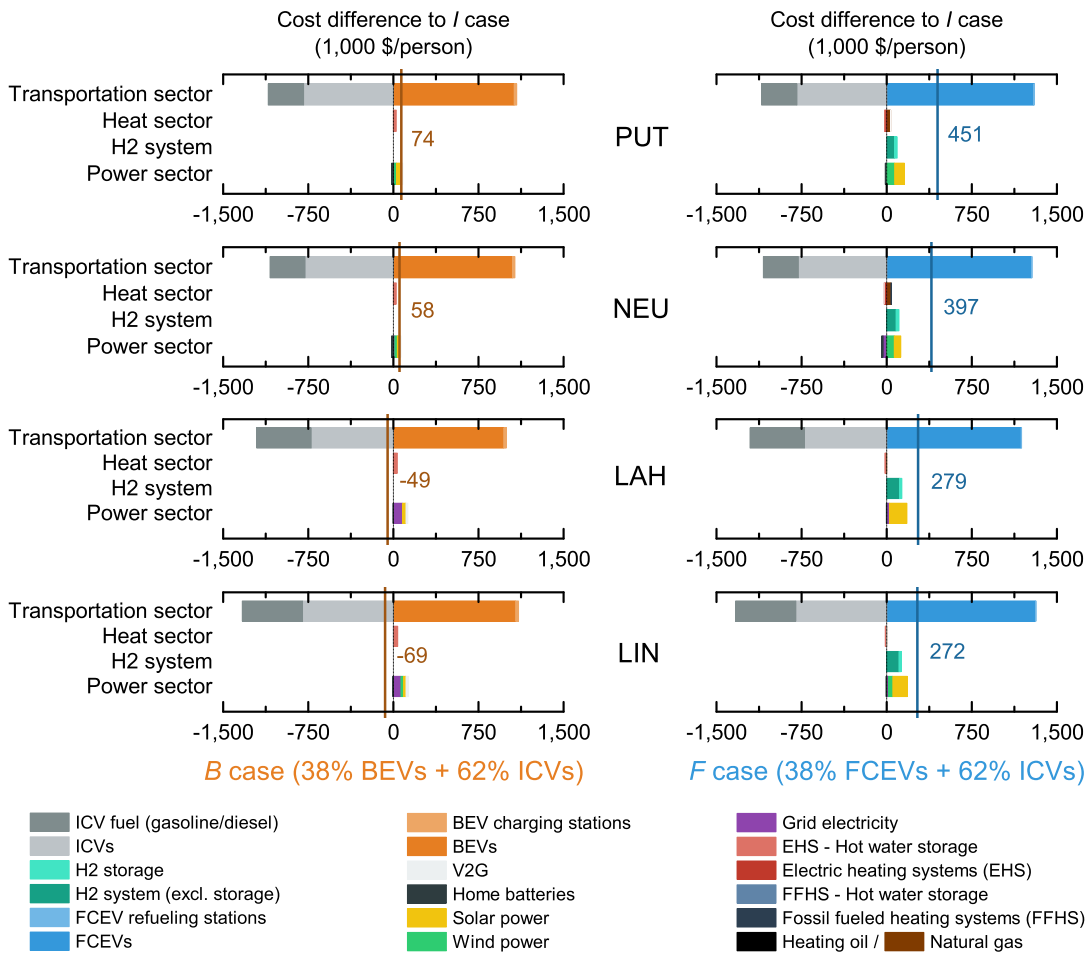 Cost difference to I case
(1,000 $/person)
Cost difference to I case
(1,000 $/person)
Transportation sector
Heat sector
H2 system
Power sector
74
PUT
451
-1,500 -750 0 750 1,500
-1,500 -750 0 750 1,500
Transportation sector
Heat sector
H2 system
Power sector
58
NEU
397
-1,500 -750 0 750 1,500
-1,500 -750 0 750 1,500
Transportation sector
Heat sector
H2 system
Power sector
-49
LAH
279
-1,500 -750 0 750 1,500
-1,500 -750 0 750 1,500
Transportation sector
Heat sector
H2 system
Power sector
-69
LIN
272
-1,500 -750 0 750 1,500
-1,500 -750 0 750 1,500
B case (38% BEVs + 62% ICVs)
F case (38% FCEVs + 62% ICVs)
ICV fuel (gasoline/diesel)
ICVs
H2 storage
H2 system (excl. storage)
FCEV refueling stations
FCEVs
BEV charging stations
BEVs
V2G
Home batteries
Solar power
Wind power
Grid electricity
EHS - Hot water storage
Electric heating systems (EHS)
FFHS - Hot water storage
Fossil fueled heating systems (FFHS)
Heating oil / Natural gas